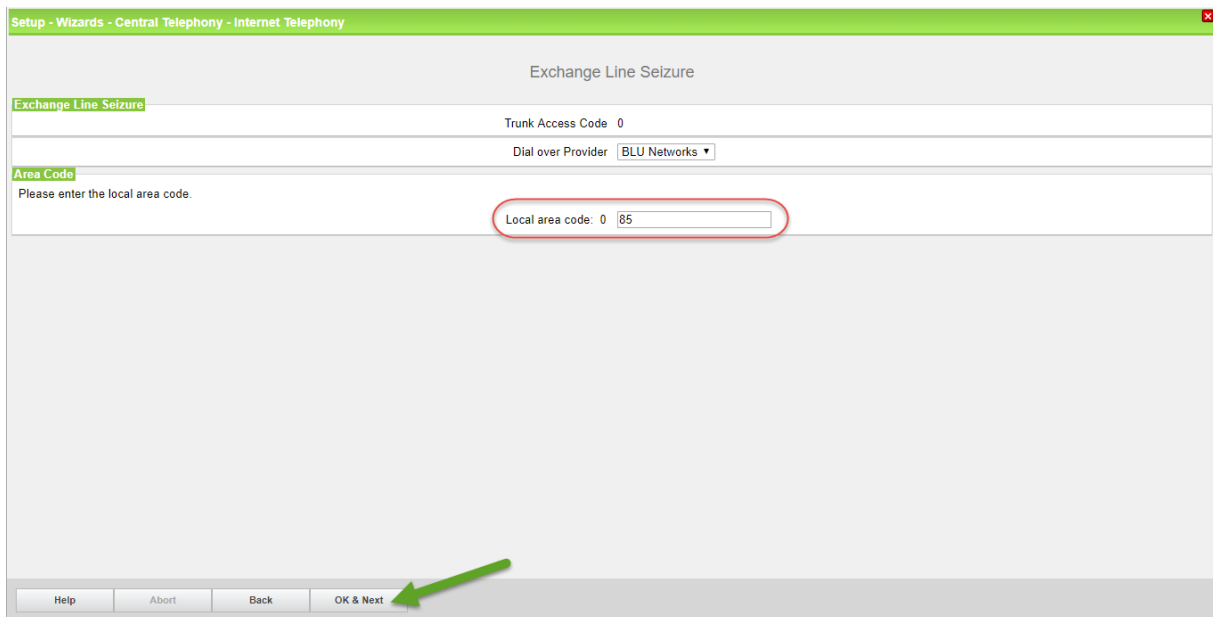 Setup - Wizards - Central Telephony - Internet Telephony
Exchange Line Seizure
Exchange Line Seizure
Trunk Access Code 0
Dial over Provider BLU Networks
Area Code
Please enter the local area code.
Local area code: 0 85
Help Abort Back OK & Next